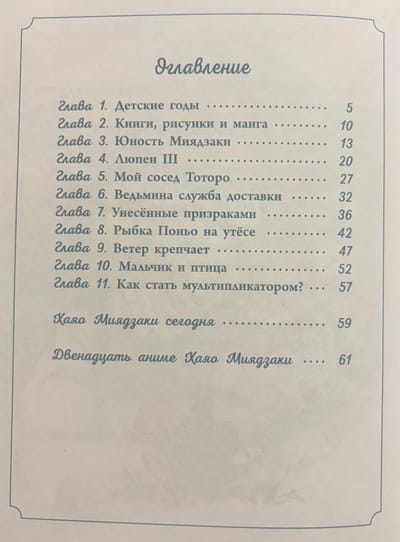 Оглавление
Глава 1. Детские годы 5
Глава 2. Книги, рисунки и манга 10
Глава 3. Юность Миядзаки 13
Глава 4. Люпен III 20
Глава 5. Мой сосед Тоторо 27
Глава 6. Ведьмина служба доставки 32
Глава 7. Унесённые призраками 36
Глава 8. Рыбка Поньо на утёсе 42
Глава 9. Ветер крепчает 47
Глава 10. Мальчик и птица 52
Глава 11. Как стать мультипликатором? 57
Хаяо Миядзаки сегодня 59
Двенадцать аниме Хаяо Миядзаки 61